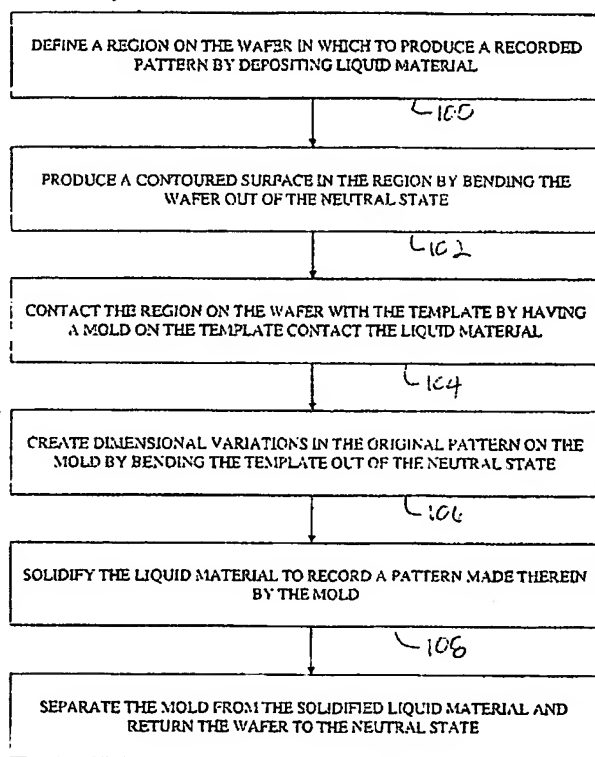 DEFINE A REGION ON THE WAFER IN WHICH TO PRODUCE A RECORDED
PATTERN BY DEPOSITING LIQUID MATERIAL
100
PRODUCE A CONTOURED SURFACE IN THE REGION BY BENDING THE
WAFER OUT OF THE NEUTRAL STATE
102
CONTACT THE REGION ON THE WAFER WITH THE TEMPLATE BY HAVING
A MOLD ON THE TEMPLATE CONTACT THE LIQUID MATERIAL
104
CREATE DIMENSIONAL VARIATIONS IN THE ORIGINAL PATTERN ON THE
MOLD BY BENDING THE TEMPLATE OUT OF THE NEUTRAL STATE
106
SOLIDIFY THE LIQUID MATERIAL TO RECORD A PATTERN MADE THEREIN
BY THE MOLD
108
SEPARATE THE MOLD FROM THE SOLIDIFIED LIQUID MATERIAL AND
RETURN THE WAFER TO THE NEUTRAL STATE